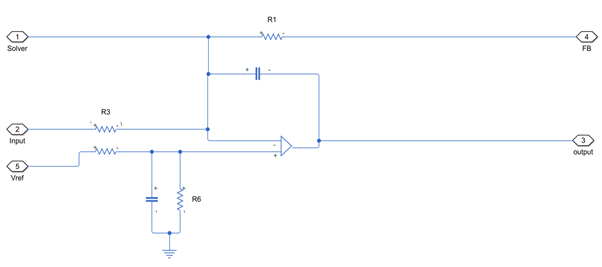 R1
1
Solver
+ -
4
FB
+ -
R3
2
Input
+ -
5
Vref
+ -
-
+
3
output
+
+
R6